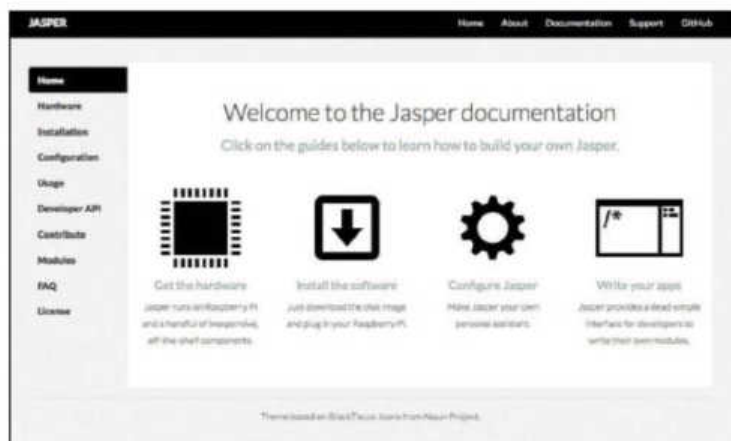 JASPER
Home About Documentation Support GitHub
Home
Hardware
Installation
Configuration
Usage
Developer API
Contribute
Modules
FAQ
License
Welcome to the Jasper documentation
Click on the guides below to learn how to build your own Jasper.
/*
Get the hardware
Jasper runs on Raspberry Pi
and a handful of inexpensive,
off-the-shelf components.
Install the software
Just download the disk image
and plug in your Raspberry Pi.
Configure Jasper
Make Jasper your own
personal assistant.
Write your apps
Jasper provides a dead-simple
interface for developers to
write their own modules.
Theme based on BlackTie.co. Icons from Noun Project.